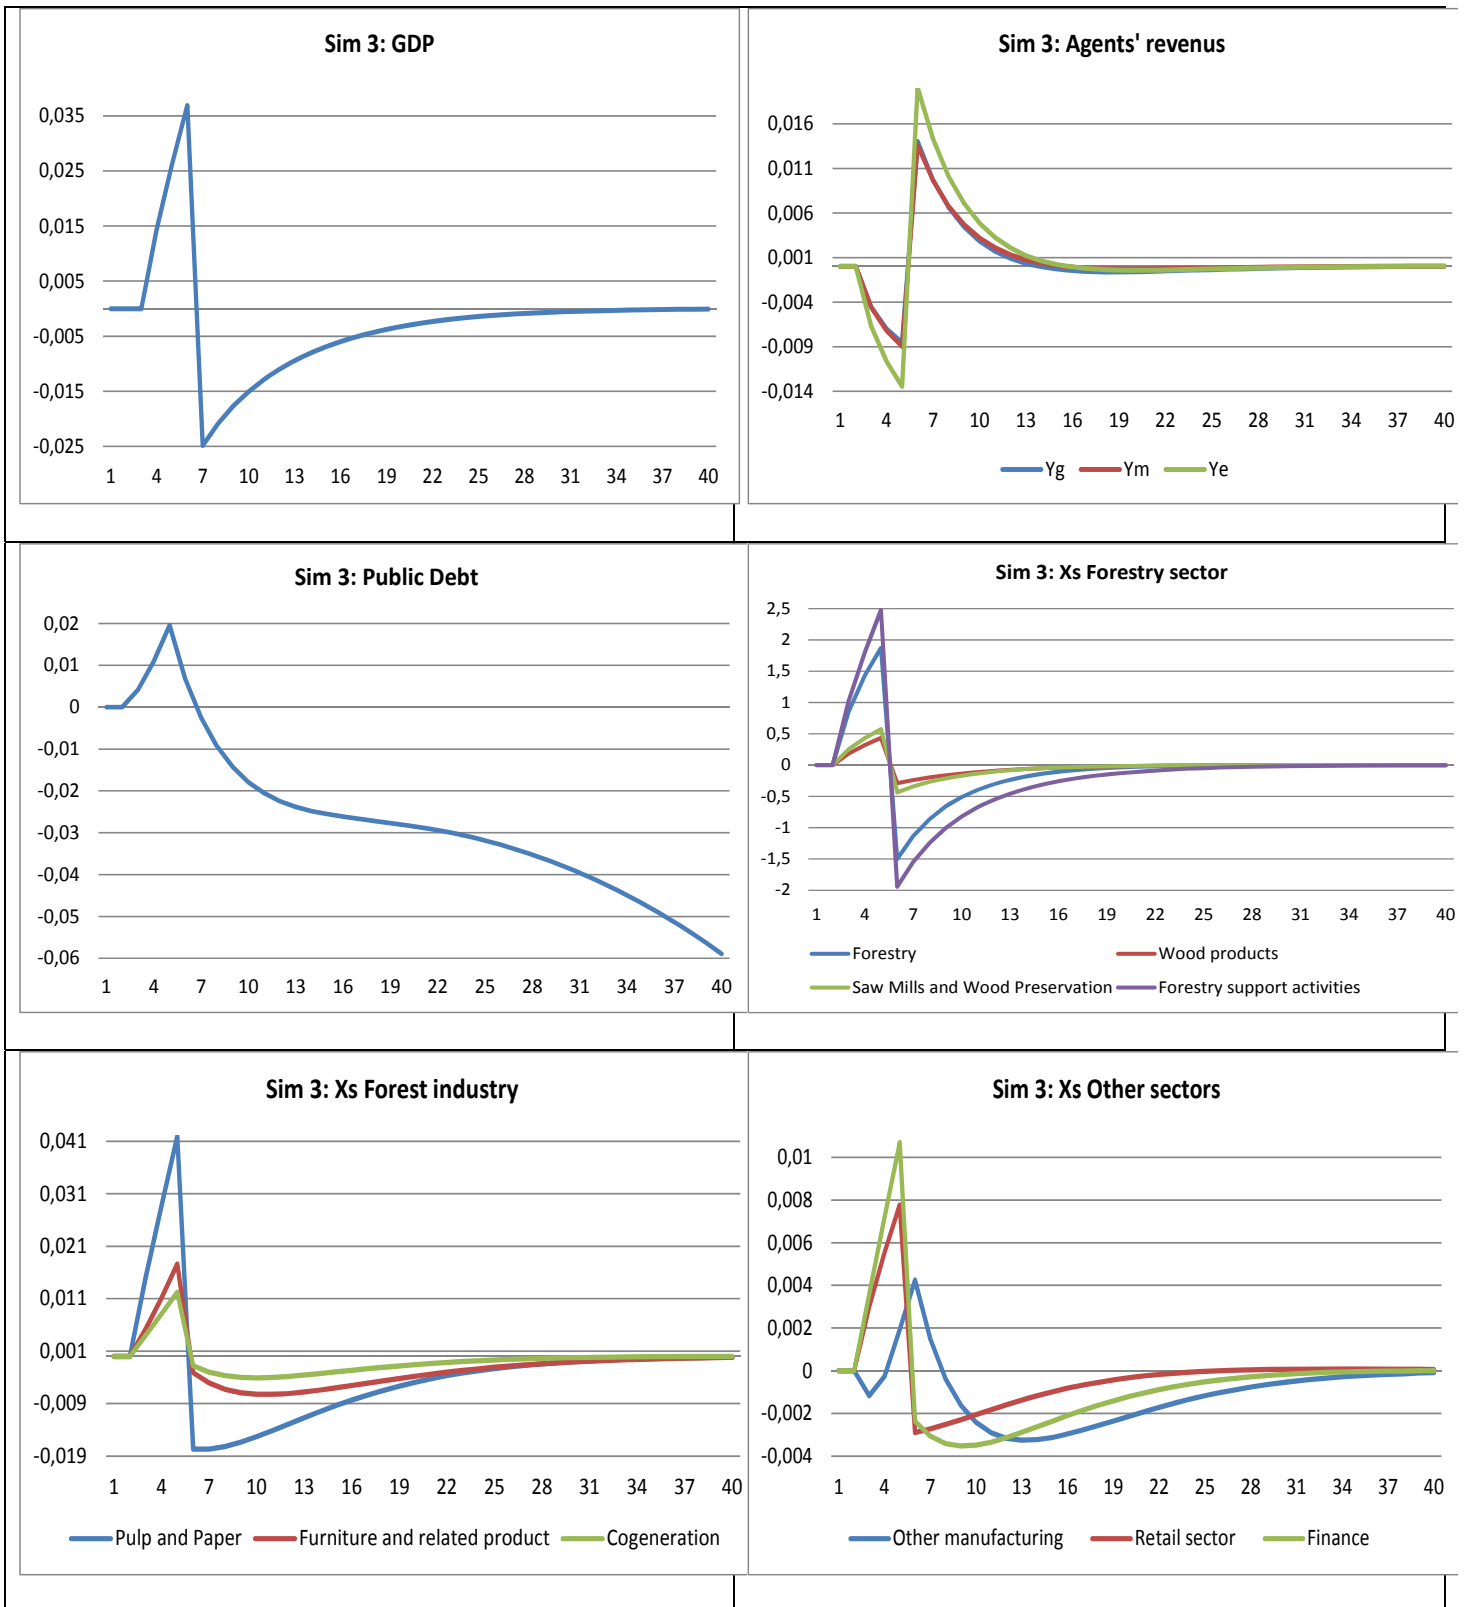 Sim 3: GDP
0,035
0,025
0,015
0,005
-0,005
-0,015
-0,025
1 4 7 10 13 16 19 22 25 28 31 34 37 40
Sim 3: Agents' revenus
0,016
0,011
0,006
0,001
-0,004
-0,009
-0,014
1 4 7 10 13 16 19 22 25 28 31 34 37 40
Yg Ym Ye
Sim 3: Public Debt
0,02
0,01
0
-0,01
-0,02
-0,03
-0,04
-0,05
-0,06
1 4 7 10 13 16 19 22 25 28 31 34 37 40
Sim 3: Xs Forestry sector
2,5
2
1,5
1
0,5
0
-0,5
-1
-1,5
-2
1 4 7 10 13 16 19 22 25 28 31 34 37 40
Forestry Wood products
Saw Mills and Wood Preservation Forestry support activities
Sim 3: Xs Forest industry
0,041
0,031
0,021
0,011
0,001
-0,009
-0,019
1 4 7 10 13 16 19 22 25 28 31 34 37 40
Pulp and Paper Furniture and related product Cogeneration
Sim 3: Xs Other sectors
0,01
0,008
0,006
0,004
0,002
0
-0,002
-0,004
1 4 7 10 13 16 19 22 25 28 31 34 37 40
Other manufacturing Retail sector Finance